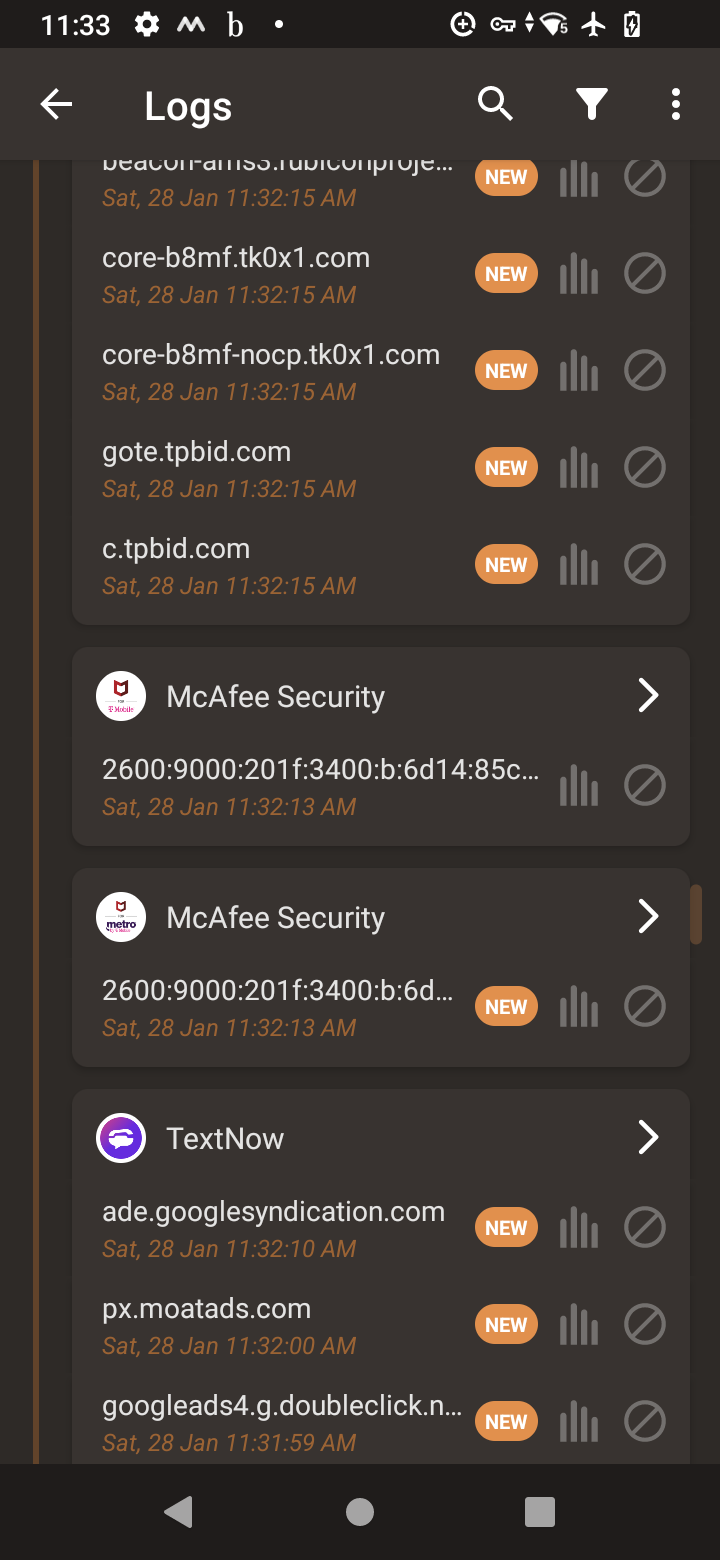 11:33
Logs
beacon-ams3.rubiconproje...
Sat, 28 Jan 11:32:15 AM
NEW
core-b8mf.tk0x1.com
Sat, 28 Jan 11:32:15 AM
NEW
core-b8mf-nocp.tk0x1.com
Sat, 28 Jan 11:32:15 AM
NEW
gote.tpbid.com
Sat, 28 Jan 11:32:15 AM
NEW
c.tpbid.com
Sat, 28 Jan 11:32:15 AM
NEW
McAfee Security
2600:9000:201f:3400:b:6d14:85c...
Sat, 28 Jan 11:32:13 AM
metro
McAfee Security
2600:9000:201f:3400:b:6d...
Sat, 28 Jan 11:32:13 AM
NEW
TextNow
ade.googlesyndication.com
Sat, 28 Jan 11:32:10 AM
NEW
px.moatads.com
Sat, 28 Jan 11:32:00 AM
NEW
googleads4.g.doubleclick.n...
Sat, 28 Jan 11:31:59 AM
NEW